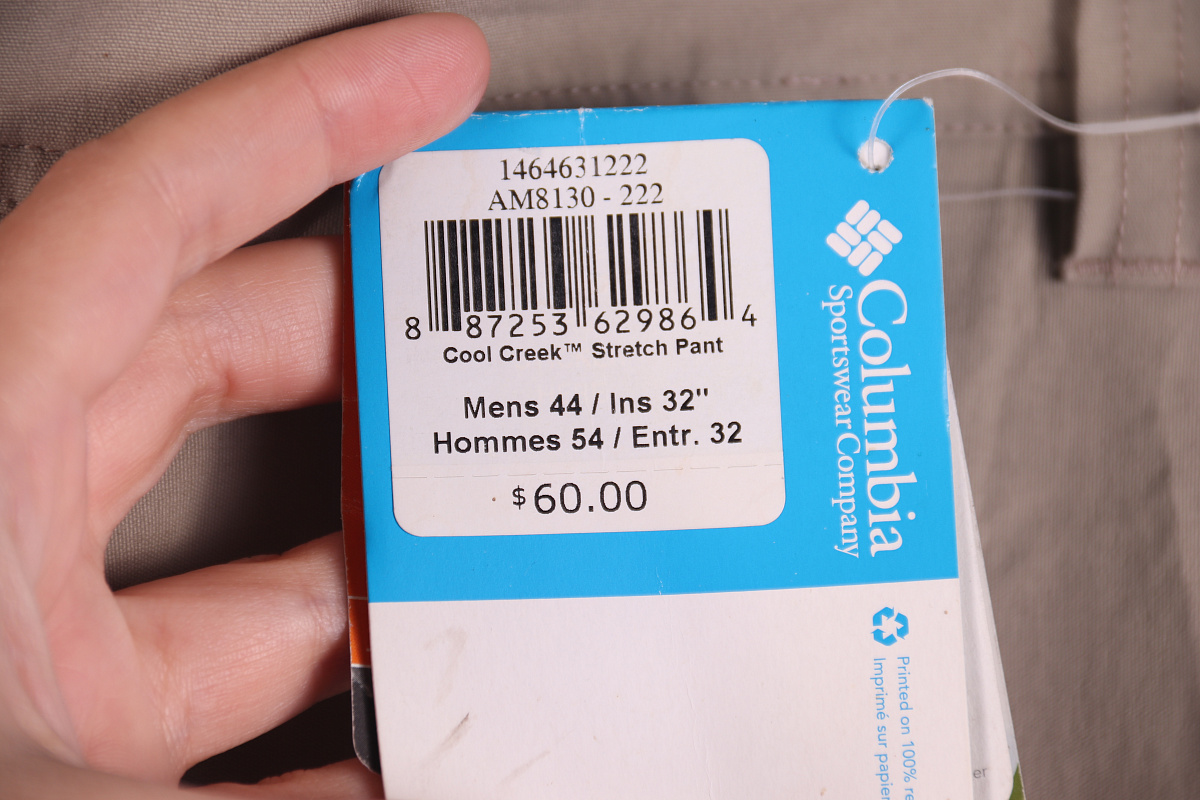 1464631222
AM8130 - 222
8 87253 62986 4
Cool Creek™ Stretch Pant
Mens 44 / Ins 32"
Hommes 54 / Entr. 32
$60.00
Columbia
Sportswear Company
Printed on 100% re
Imprimé sur papier
er